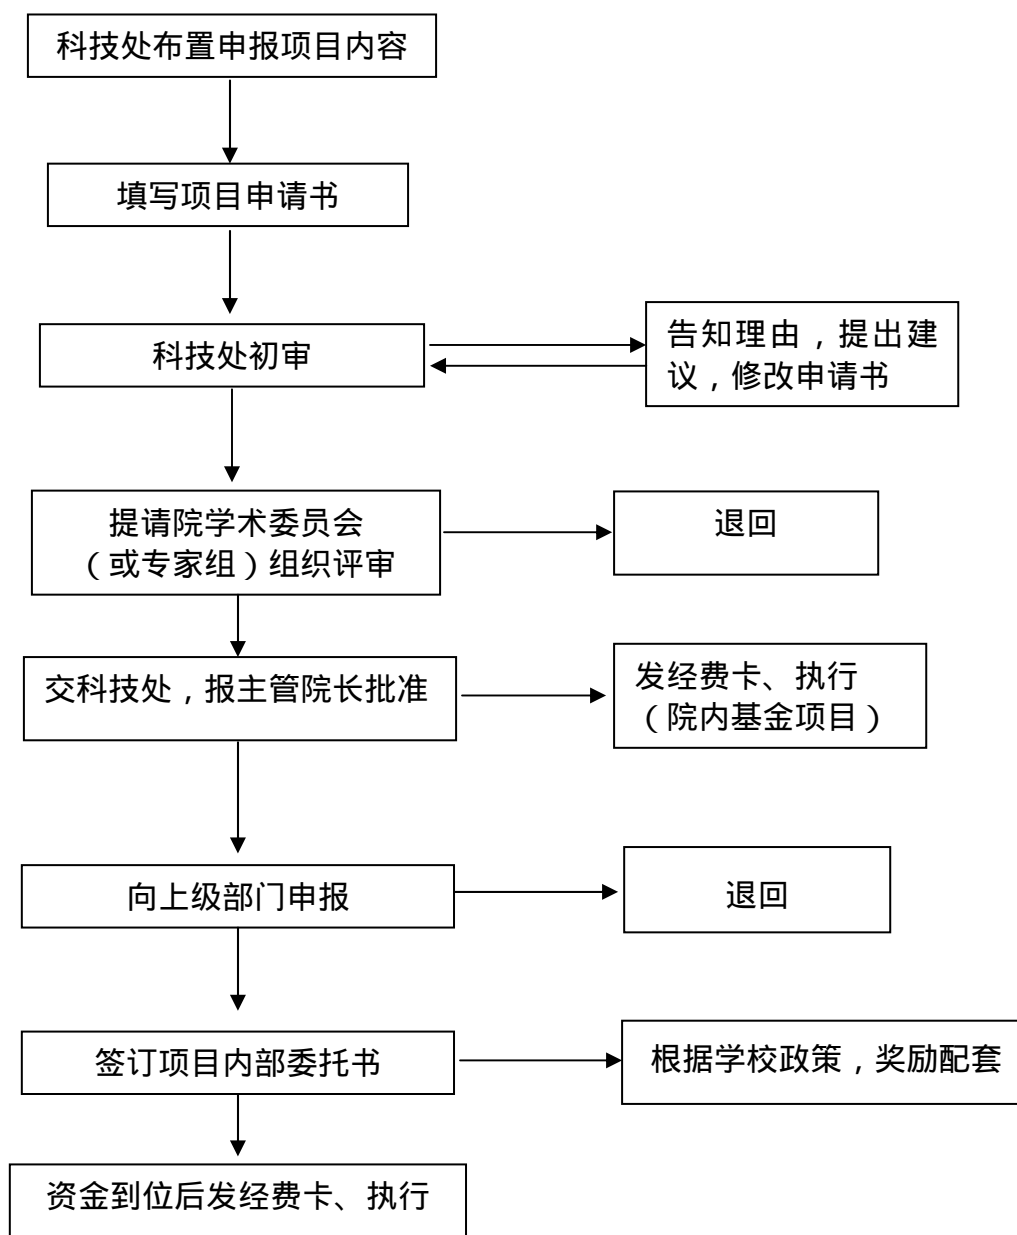 科技处布置申报项目内容
填写项目申请书
科技处初审
告知理由，提出建
议，修改申请书
提请院学术委员会
（或专家组）组织评审
退回
交科技处，报主管院长批准
发经费卡、执行
（院内基金项目）
向上级部门申报
退回
签订项目内部委托书
根据学校政策，奖励配套
资金到位后发经费卡、执行